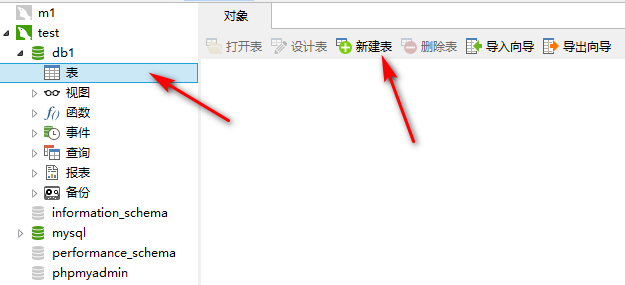 m1
test
db1
表
视图
f()
函数
事件
查询
报表
备份
information_schema
mysql
performance_schema
phpmyadmin
对象
打开表 设计表 新建表 删除表 导入向导 导出向导